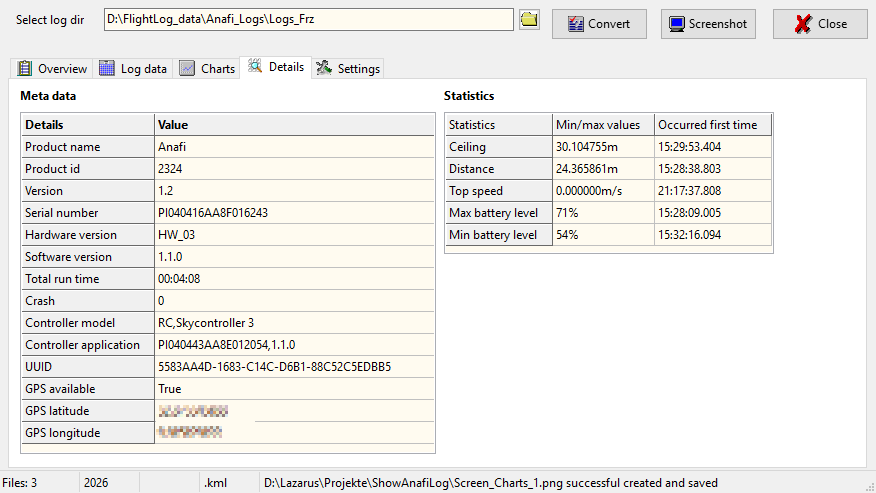 Select log dir D:\FlightLog_data\Anafi_Logs\Logs_Frz Convert Screenshot Close
Overview Log data Charts Details Settings
Meta data
Details Value
Product name Anafi
Product id 2324
Version 1.2
Serial number PI040416AA8F016243
Hardware version HW_03
Software version 1.1.0
Total run time 00:04:08
Crash 0
Controller model RC,Skycontroller 3
Controller application PI040443AA8E012054,1.1.0
UUID 5583AA4D-1683-C14C-D6B1-88C52C5EDBB5
GPS available True
GPS latitude
GPS longitude
Statistics
Statistics Min/max values Occurred first time
Ceiling 30.104755m 15:29:53.404
Distance 24.365861m 15:28:38.803
Top speed 0.000000m/s 21:17:37.808
Max battery level 71% 15:28:09.005
Min battery level 54% 15:32:16.094
Files: 3 2026 .kml D:\Lazarus\Projekte\ShowAnafiLog\Screen_Charts_1.png successful created and saved